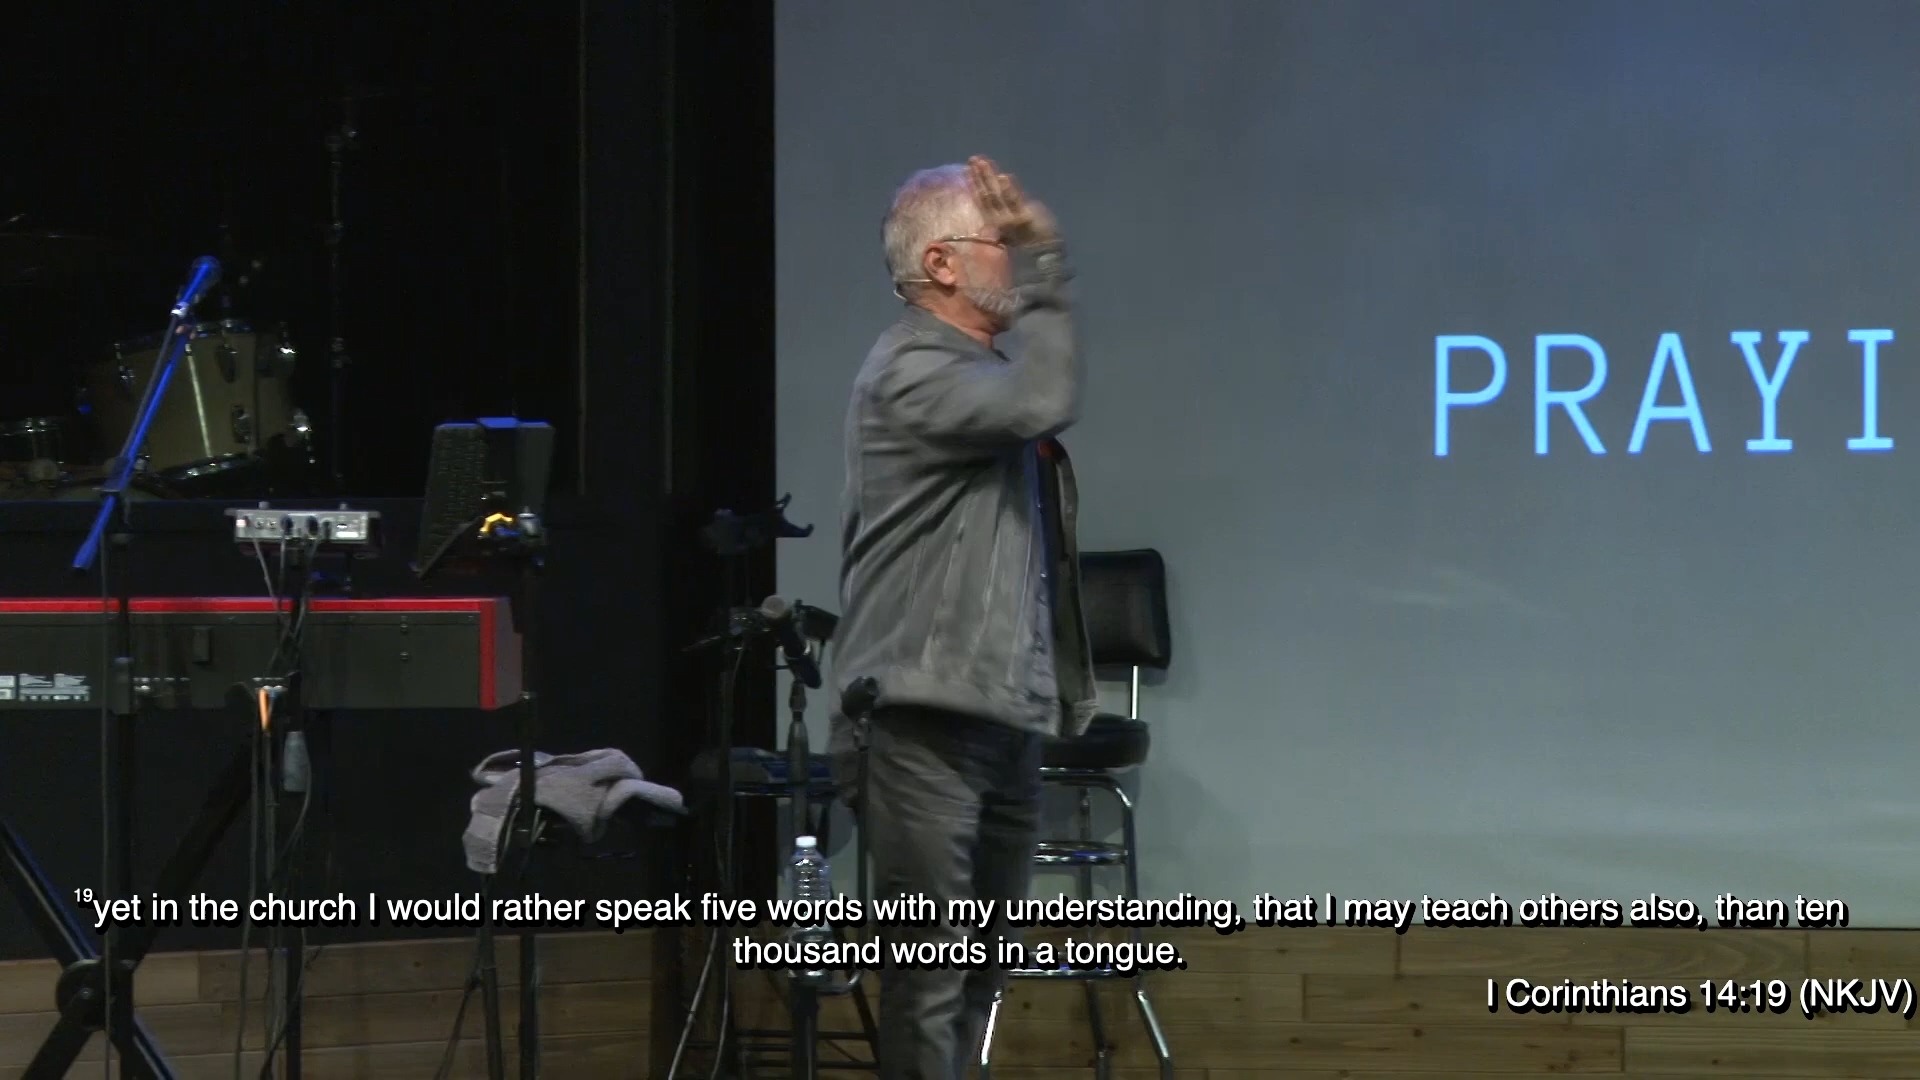 PRAYI
19yet in the church I would rather speak five words with my understanding, that I may teach others also, than ten
thousand words in a tongue.
I Corinthians 14:19 (NKJV)